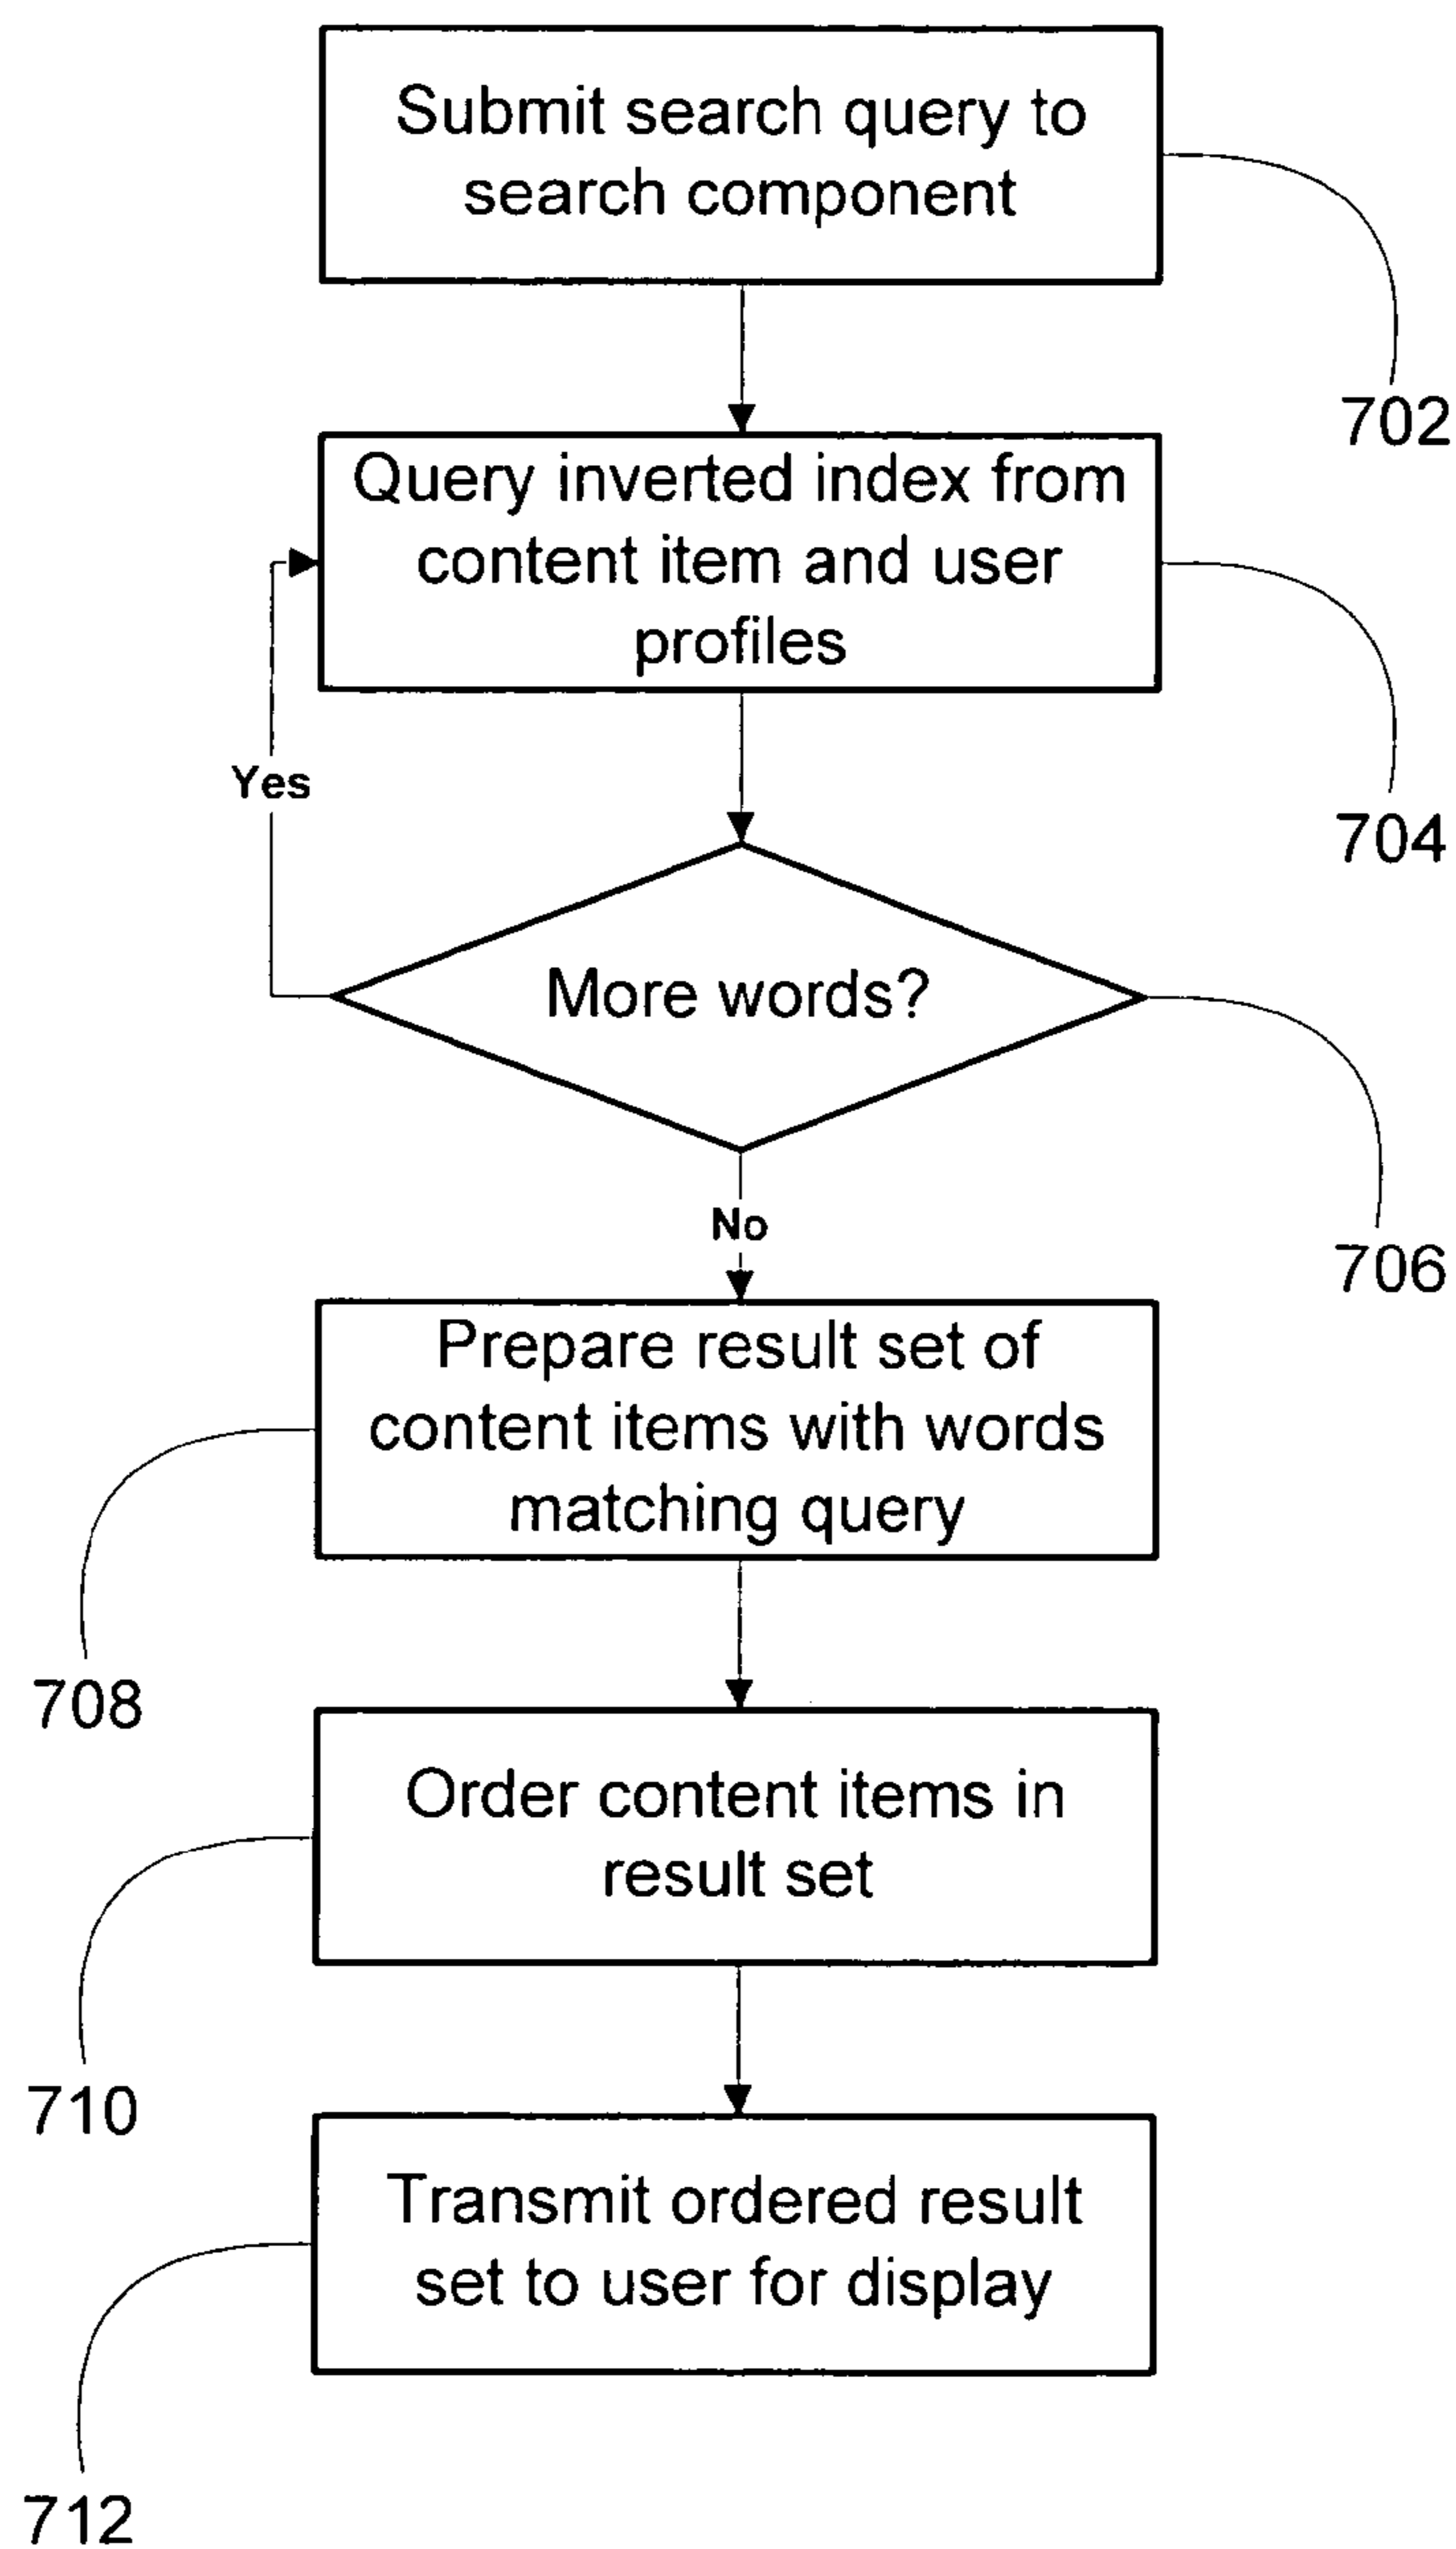 Submit search query to
search component
702
Query inverted index from
content item and user
profiles
704
Yes
More words?
706
No
Prepare result set of
content items with words
matching query
708
Order content items in
result set
710
Transmit ordered result
set to user for display
712